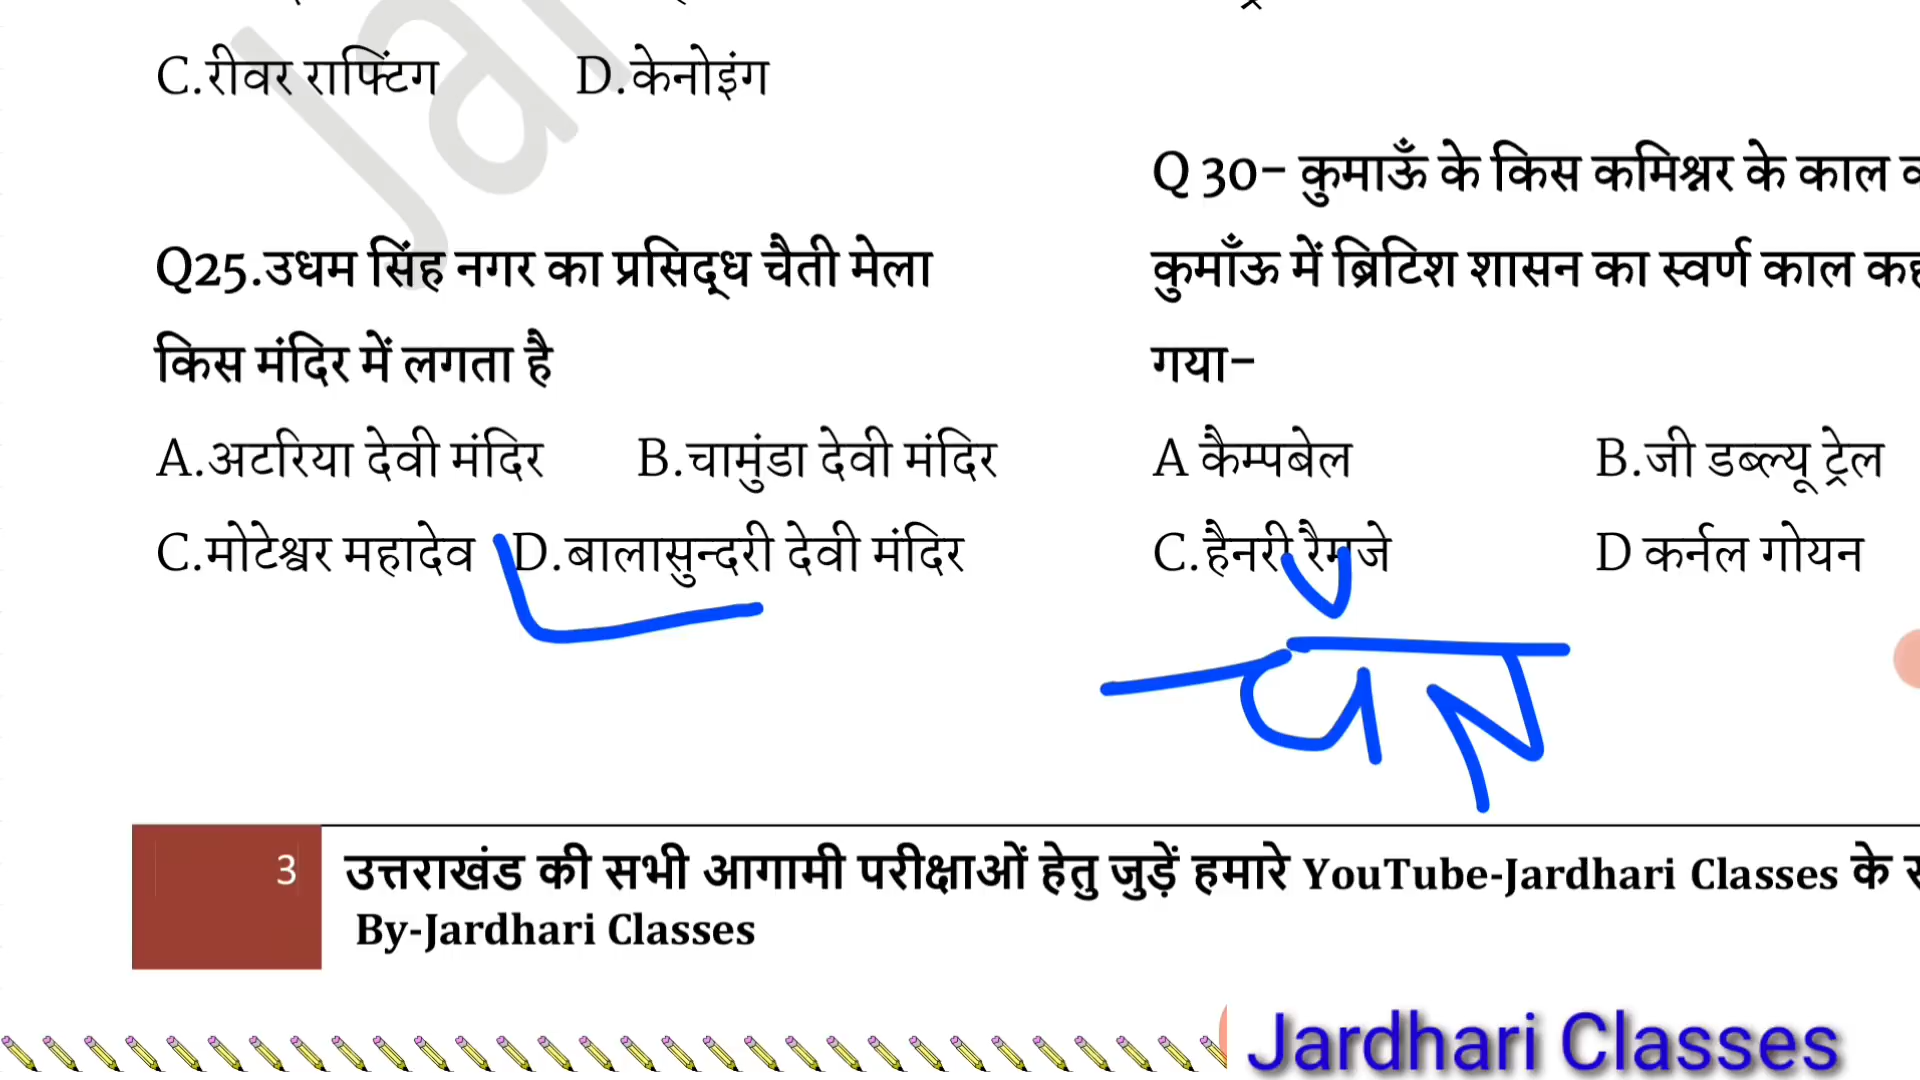 C.रीवर राफ्टिंग D.केनोइंग
Q25.उधम सिंह नगर का प्रसिद्ध चैती मेला
किस मंदिर में लगता है
A.अटरिया देवी मंदिर B.चामुंडा देवी मंदिर
C.मोटेश्वर महादेव D.बालासुन्दरी देवी मंदिर
Q 30- कुमाऊँ के किस कमिश्नर के काल
कुमाँऊ में ब्रिटिश शासन का स्वर्ण काल
गया-
A कैम्पबेल B.जी डब्ल्यू ट्रेल
C.हैनरी रैमजे D कर्नल गोयन
3 उत्तराखंड की सभी आगामी परीक्षाओं हेतु जुड़ें हमारे YouTube-Jardhari Classes के
By-Jardhari Classes
Jardhari Classes